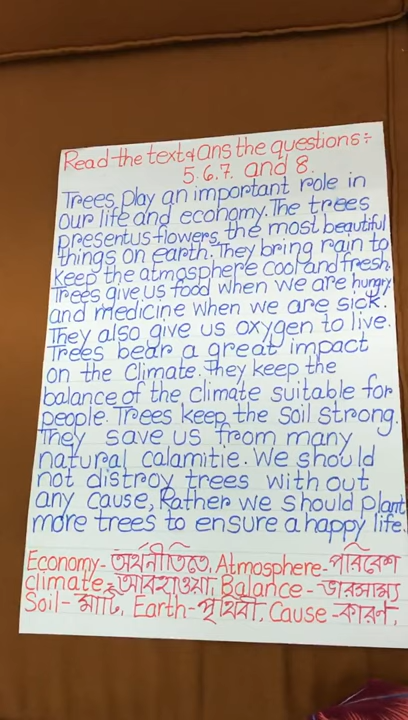 Read the text & ans the questions÷
5. 6. 7. and 8.
Trees play an important role in
our life and economy. The trees
present us flowers, the most beautiful
things on earth. They bring rain to
keep the atmosphere cool and fresh.
Trees give us food when we are hungry
and medicine when we are sick.
They also give us oxygen to live.
Trees bear a great impact
on the climate. They keep the
balance of the climate suitable for
people. Trees keep the soil strong.
They save us from many
natural calamitie. We should
not distroy trees with out
any cause, Rather we should plant
more trees to ensure a happy life.
Economy- অর্থনীতিতে, Atmosphere- পরিবেশ
climate- আবহাওয়া, Balance - ভারসাম্য
Soil- মাটি, Earth- পৃথিবী, Cause - কারণ,